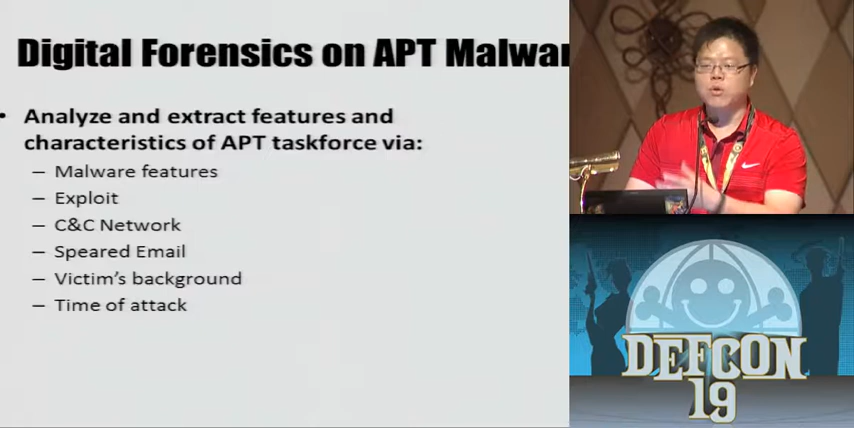 Digital Forensics on APT Malwar
• Analyze and extract features and
characteristics of APT taskforce via:
– Malware features
– Exploit
– C&C Network
– Speared Email
– Victim's background
– Time of attack
DEFCON
19